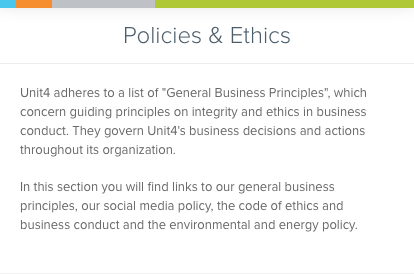 Policies & Ethics
Unit4 adheres to a list of "General Business Principles", which
concern guiding principles on integrity and ethics in business
conduct. They govern Unit4's business decisions and actions
throughout its organization.
In this section you will find links to our general business
principles, our social media policy, the code of ethics and
business conduct and the environmental and energy policy.